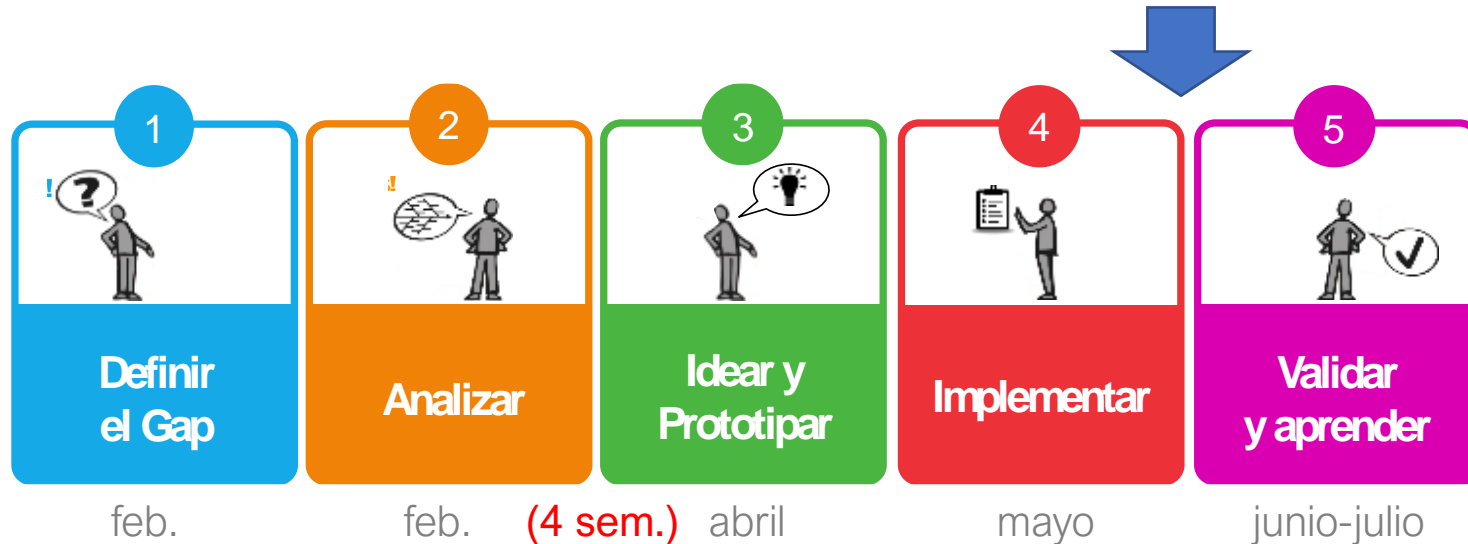 1
2
3
4
5
!
?
s!
Definir
el Gap
Analizar
Idear y
Prototipar
Implementar
Validar
y aprender
feb.
feb.
(4 sem.)
abril
mayo
junio-julio